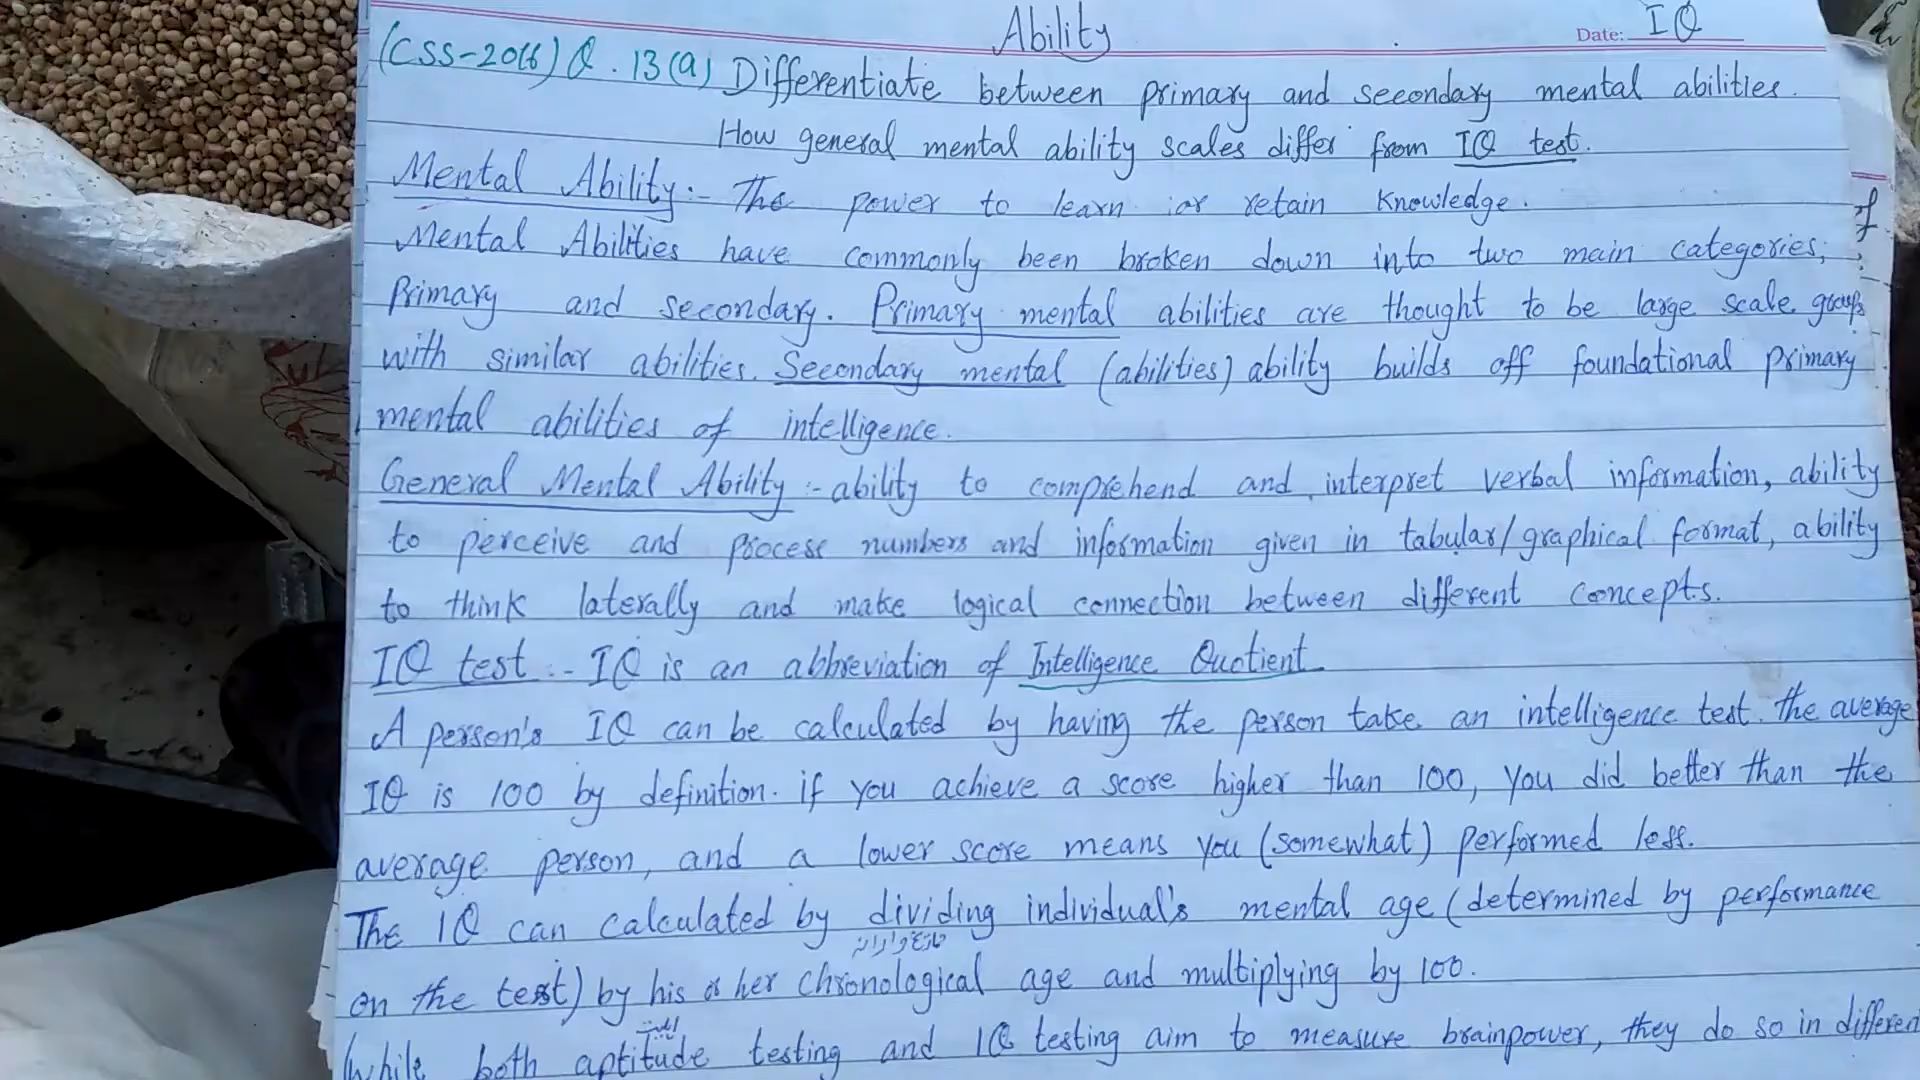 Ability
Date: IQ
(CSS-2016) Q. 13(a) Differentiate between primary and secondary mental abilities.
How general mental ability scales differ from IQ test.
Mental Ability:- The power to learn or retain Knowledge.
Mental Abilities have commonly been broken down into two main categories;
Primary and secondary. Primary mental abilities are thought to be large scale groups
with similar abilities. Secondary mental (abilities) ability builds off foundational primary
mental abilities of intelligence.
General Mental Ability:- ability to comprehend and interpret verbal information, ability
to perceive and process numbers and information given in tabular/graphical format, ability
to think laterally and make logical connection between different concepts.
IQ test:- IQ is an abbreviation of Intelligence Quotient
A person's IQ can be calculated by having the person take an intelligence test. the average
IQ is 100 by definition. if you achieve a score higher than 100, you did better than the
average person, and a lower score means you (somewhat) performed less.
The IQ can calculated by dividing individual's mental age (determined by performance
on the test) by his or her chronological age and multiplying by 100.
While both aptitude testing and IQ testing aim to measure brainpower, they do so in different